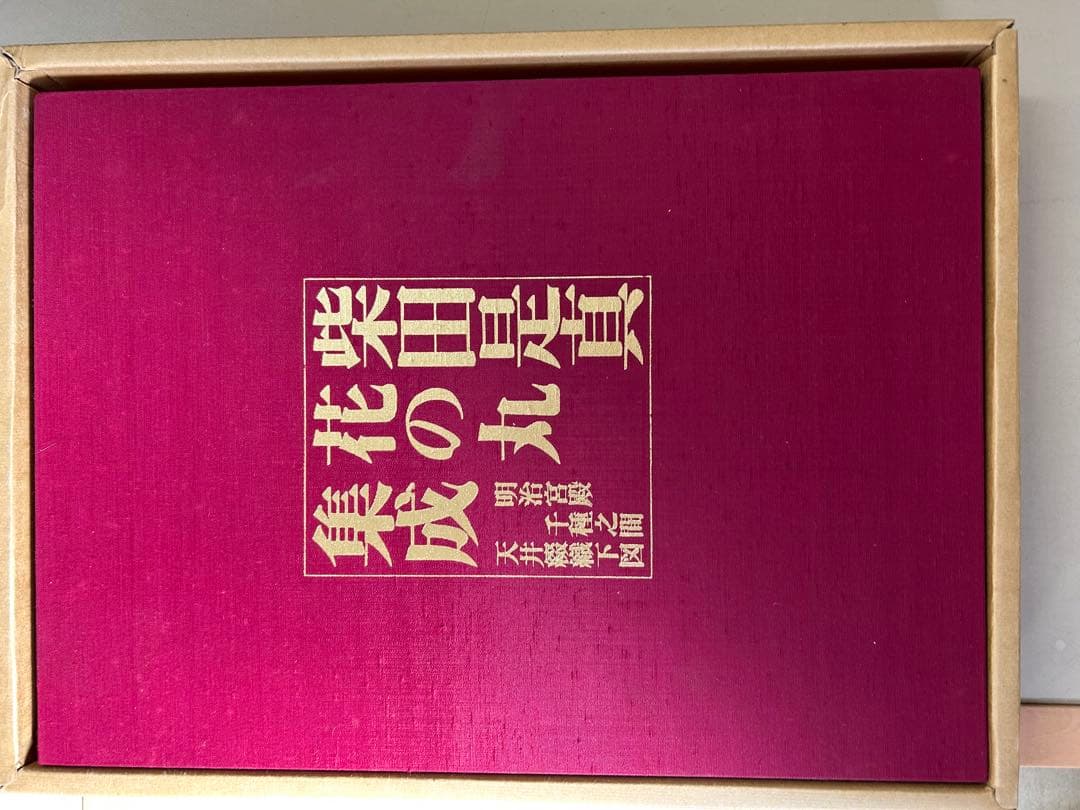 柴田是真
花の丸
集成
明治宮殿
千種之間
天井綴織下図